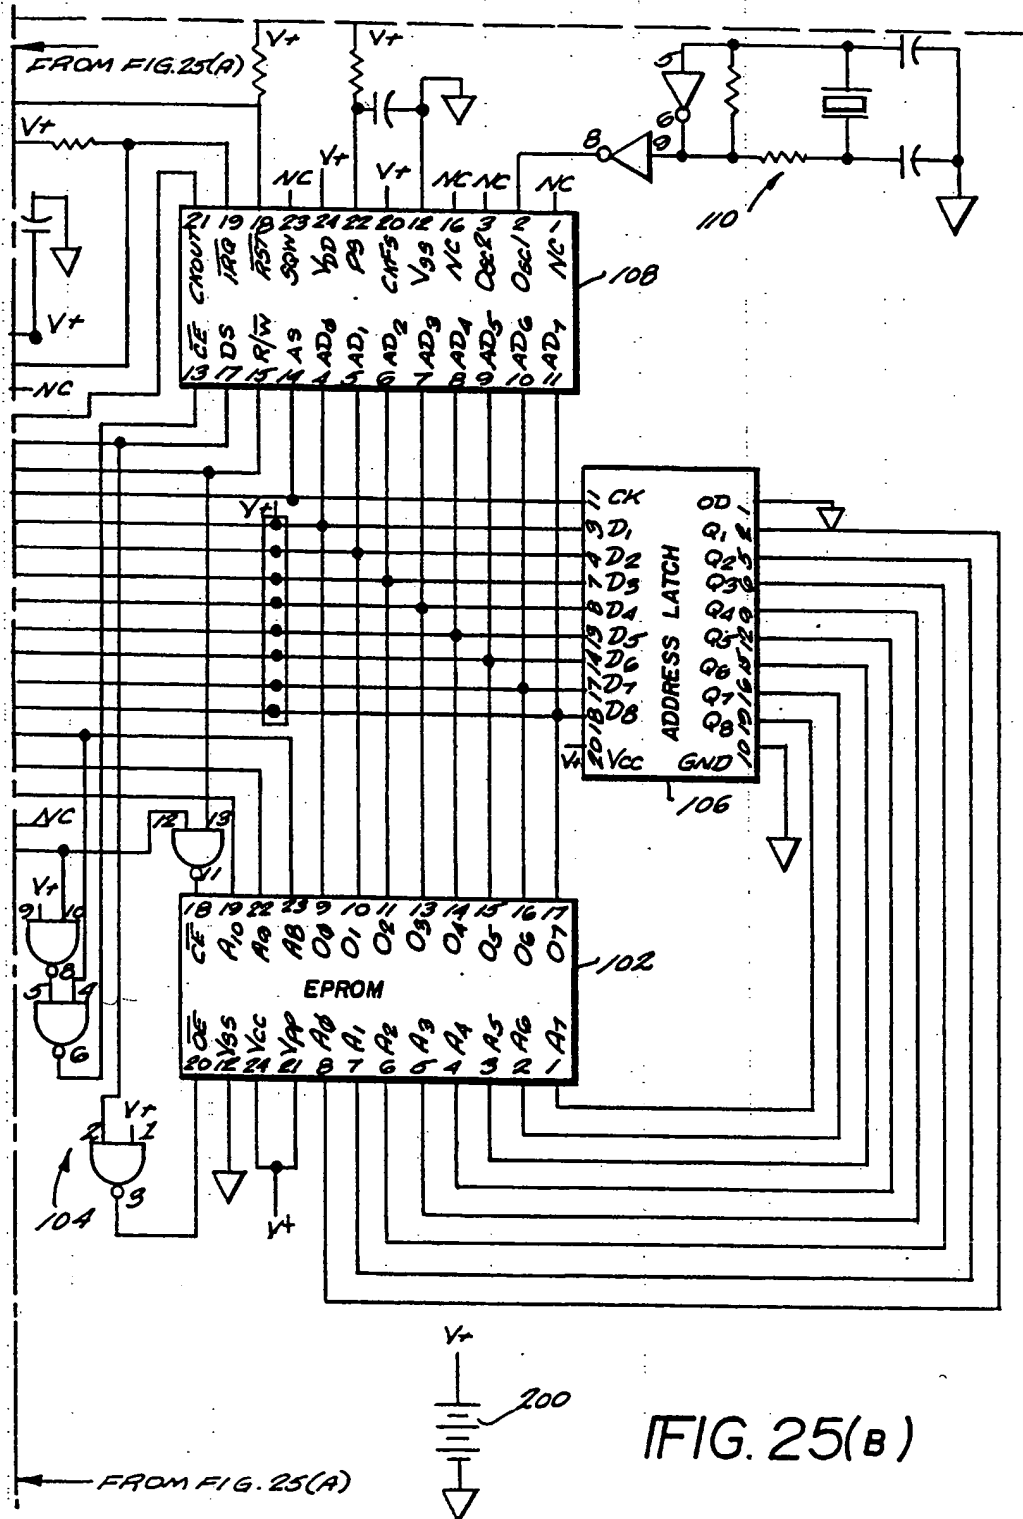 V+ V+
FROM FIG. 25(A)
5
6
8 9
V+
110
NC V+ V+ NC NC NC
21 19 18 23 24 22 20 12 16 3 2 1
CKOUT IRQ RST SQW VDD PS CKFS VSS NC OSC2 OSC1 NC
108
V+
CE DS R/W AS ADØ AD1 AD2 AD3 AD4 AD5 AD6 AD7
13 17 15 14 4 5 6 7 8 9 10 11
NC
V+
11 CK OD 1
3 D1 Q1 2
4 D2 Q2 5
7 D3 Q3 6
8 D4 Q4 9
13 D5 Q5 12
14 D6 Q6 15
17 D7 Q7 16
18 D8 Q8 19
20 VCC GND 10
ADDRESS LATCH
V+
106
NC
12 13
11
V+
9 10
8
5 4
6
18 19 22 23 9 10 11 13 14 15 16 17
CE A10 A9 A8 OØ O1 O2 O3 O4 O5 O6 O7
102
EPROM
OE VSS VCC VPP AØ A1 A2 A3 A4 A5 A6 A7
20 12 24 21 8 7 6 5 4 3 2 1
V+
2 1
3
104
V+
V+
200
FIG. 25(B)
FROM FIG. 25(A)